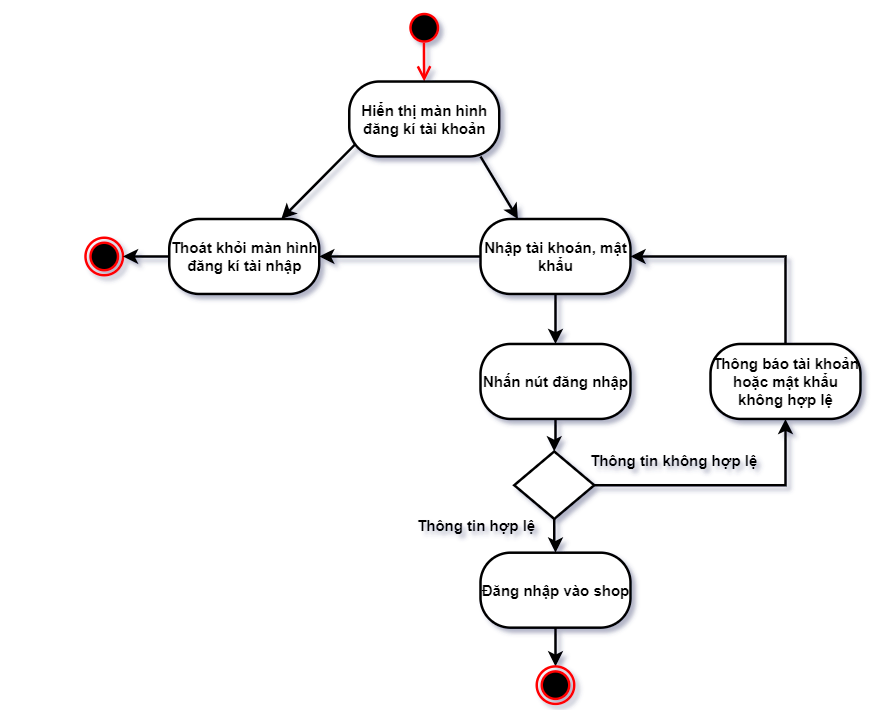 Hiển thị màn hình
đăng kí tài khoản
Thoát khỏi màn hình
đăng kí tài nhập
Nhập tài khoán, mật
khẩu
Nhấn nút đăng nhập
Thông báo tài khoản
hoặc mật khẩu
không hợp lệ
Thông tin không hợp lệ
Thông tin hợp lệ
Đăng nhập vào shop